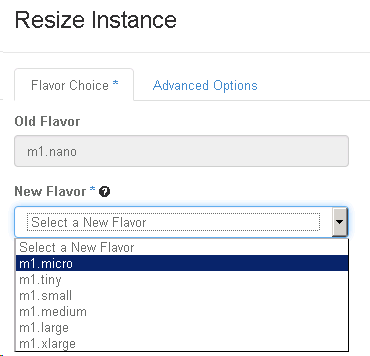 Resize Instance
Flavor Choice * Advanced Options
Old Flavor
m1.nano
New Flavor * ?
Select a New Flavor
Select a New Flavor
m1.micro
m1.tiny
m1.small
m1.medium
m1.large
m1.xlarge